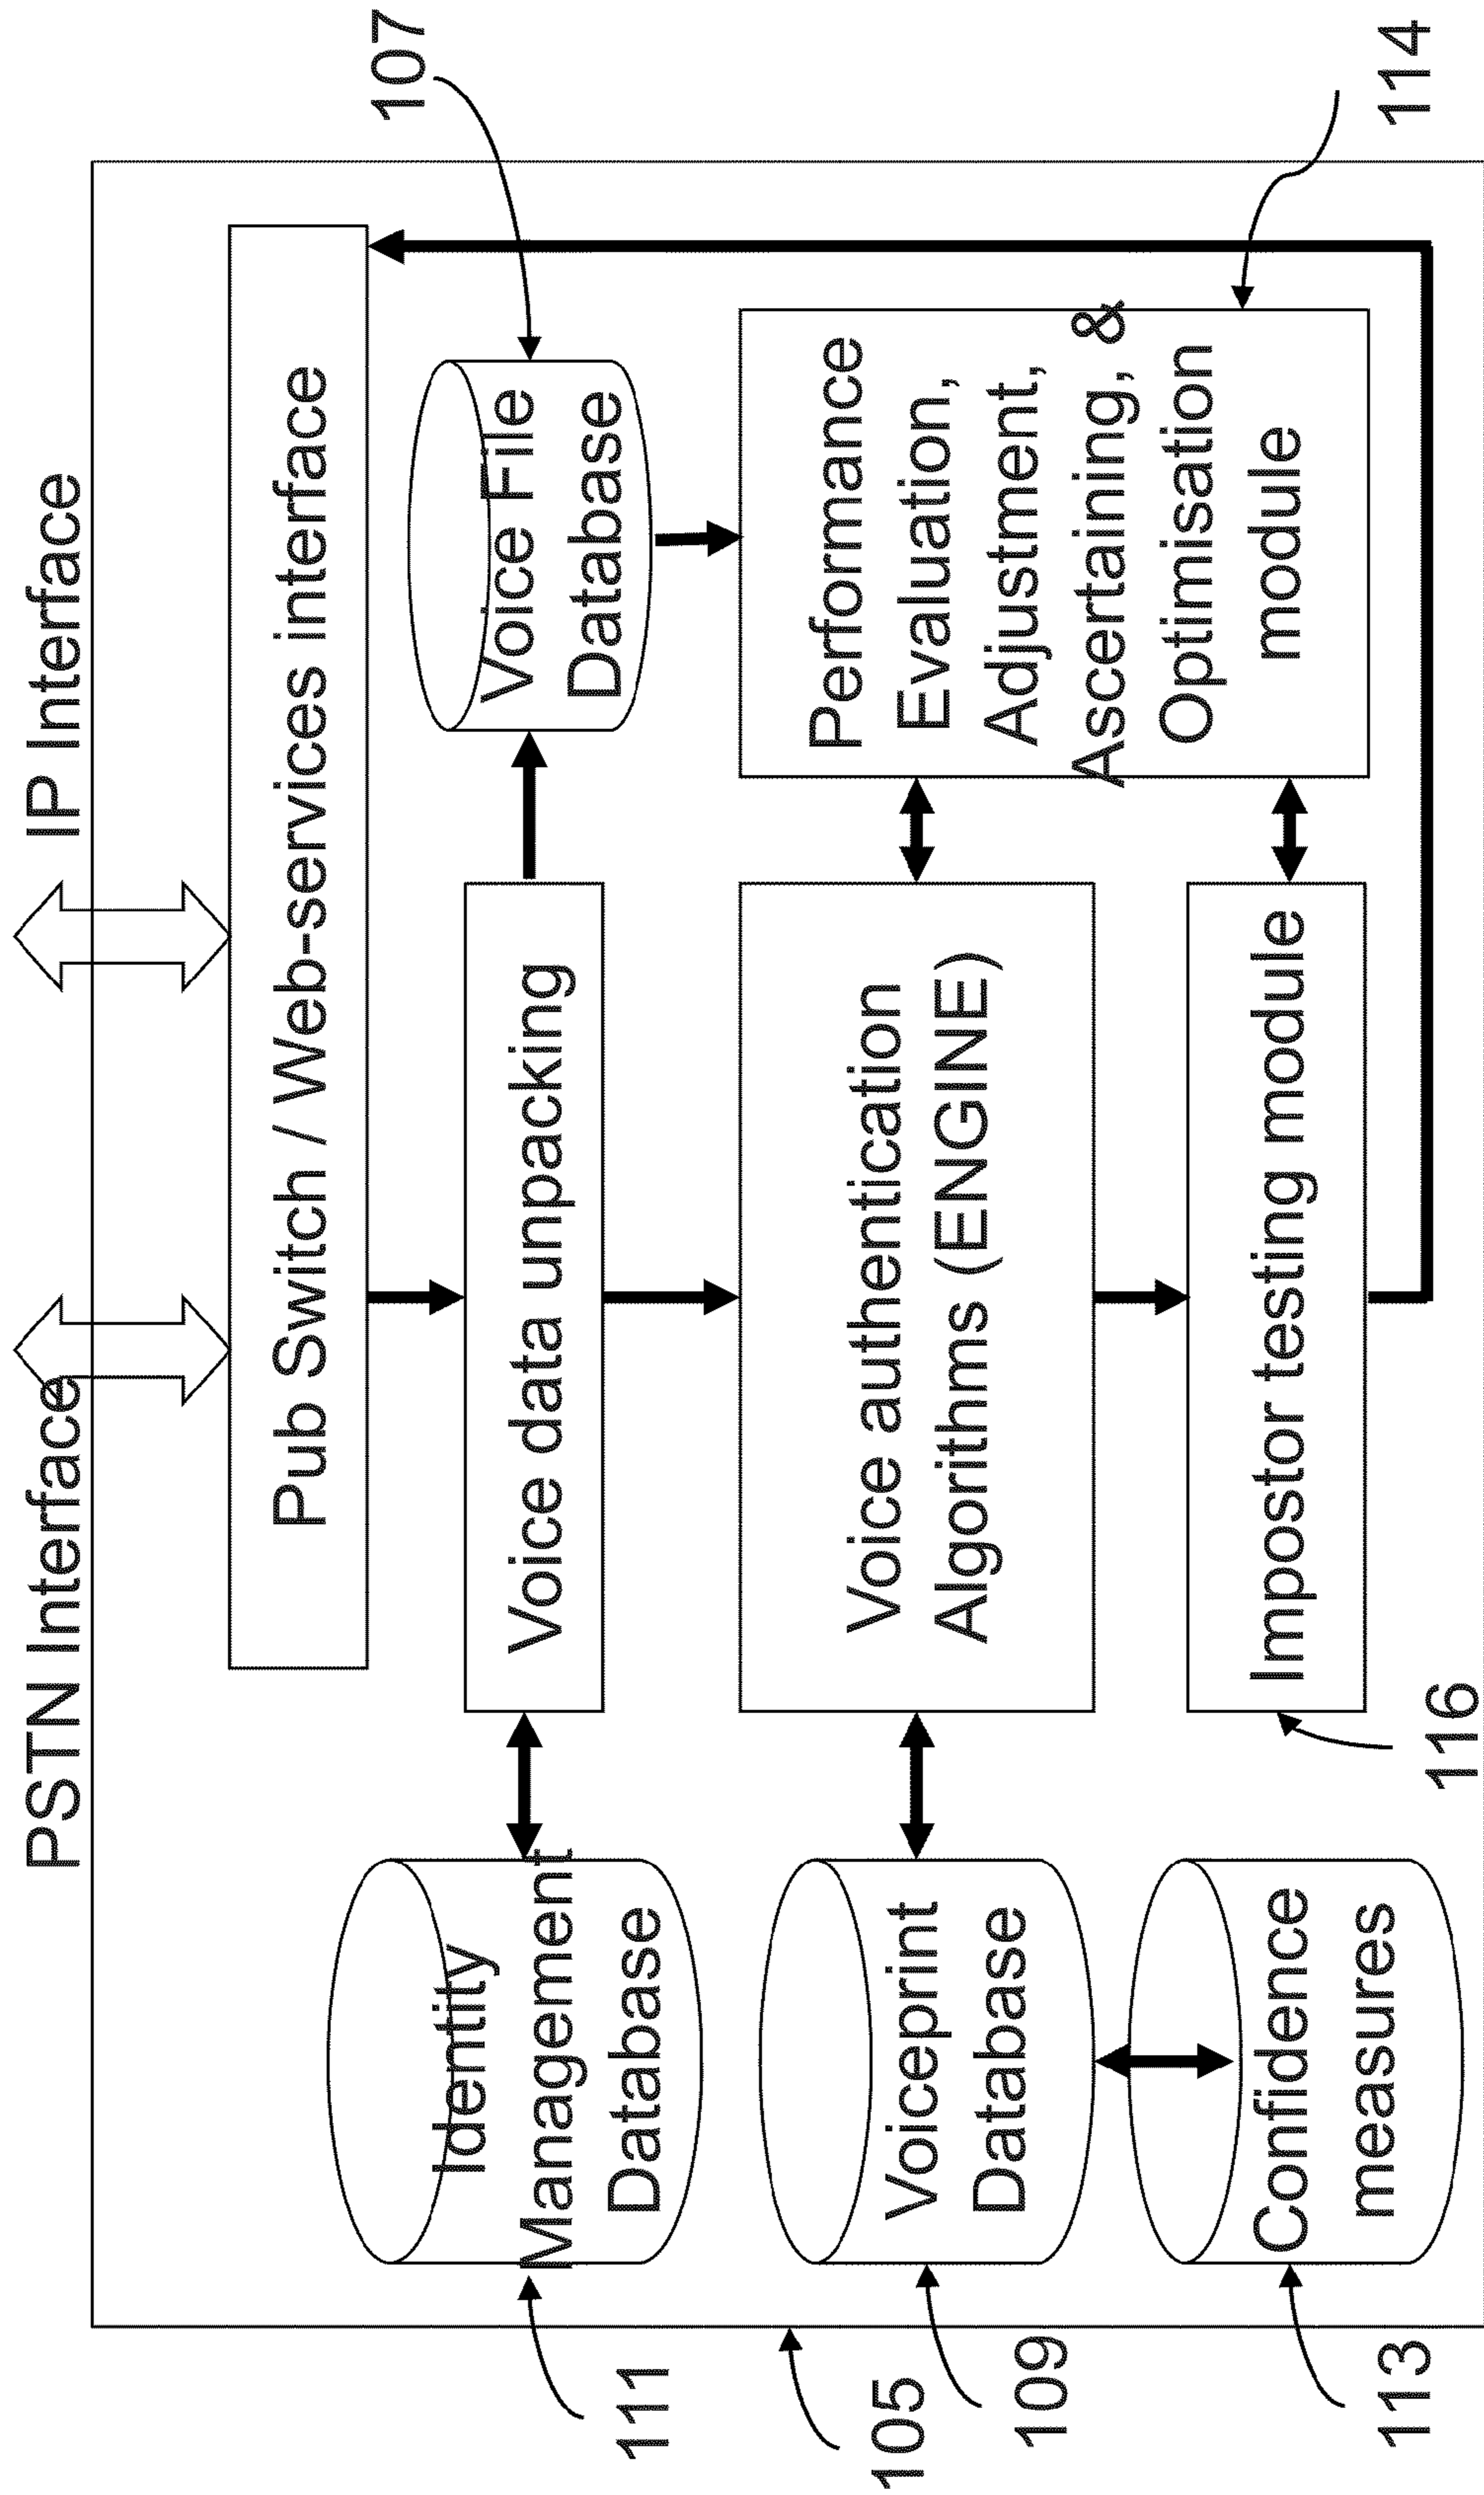 PSTN Interface
IP Interface
Pub Switch / Web-services interface
107
Identity
Management
Database
Voice data unpacking
Voice File
Database
111
105
Voiceprint
Database
Voice authentication
Algorithms (ENGINE)
Performance
Evaluation,
Adjustment,
Ascertaining, &
Optimisation
module
109
Confidence
measures
Impostor testing module
113
116
114